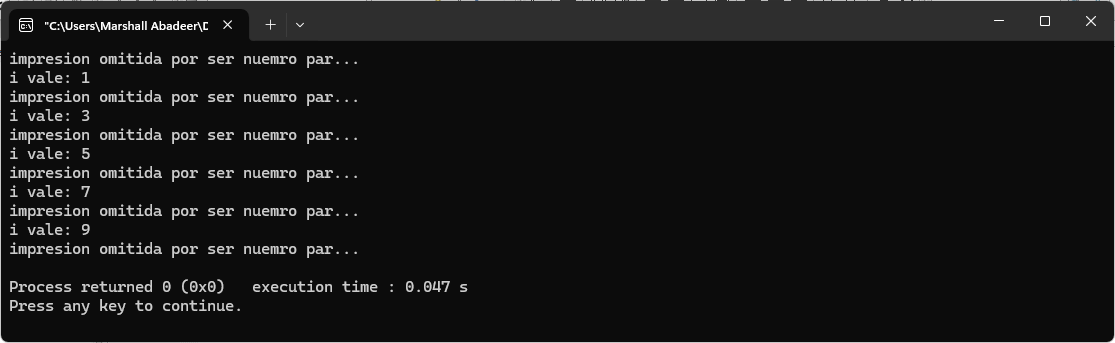 "C:\Users\Marshall Abadeer\D
impresion omitida por ser nuemro par...
i vale: 1
impresion omitida por ser nuemro par...
i vale: 3
impresion omitida por ser nuemro par...
i vale: 5
impresion omitida por ser nuemro par...
i vale: 7
impresion omitida por ser nuemro par...
i vale: 9
impresion omitida por ser nuemro par...
Process returned 0 (0x0)   execution time : 0.047 s
Press any key to continue.